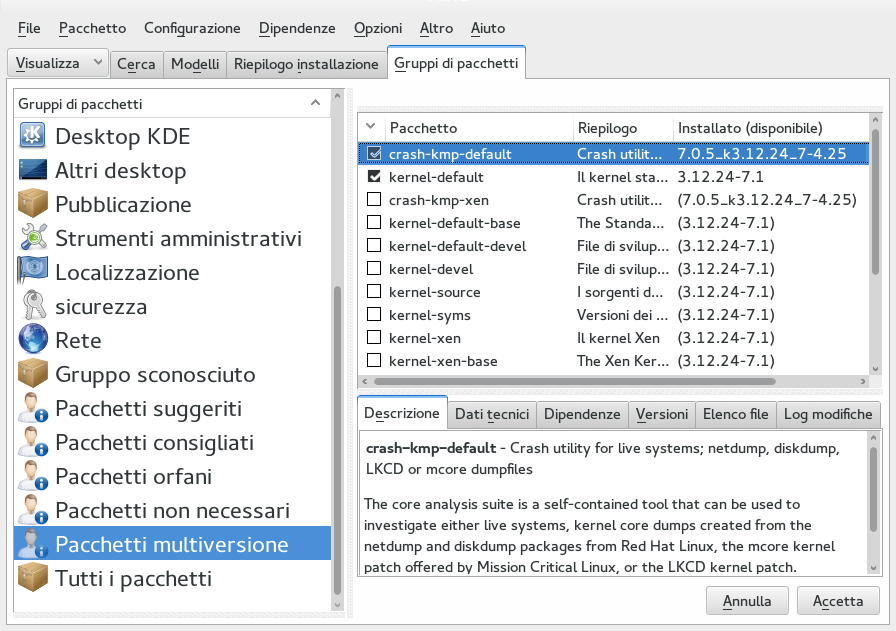 File Pacchetto Configurazione Dipendenze Opzioni Altro Aiuto
Visualizza Cerca Modelli Riepilogo installazione Gruppi di pacchetti
Gruppi di pacchetti
Desktop KDE
Altri desktop
Pubblicazione
Strumenti amministrativi
Localizzazione
sicurezza
Rete
Gruppo sconosciuto
Pacchetti suggeriti
Pacchetti consigliati
Pacchetti orfani
Pacchetti non necessari
Pacchetti multiversione
Tutti i pacchetti
Pacchetto Riepilogo Installato (disponibile)
crash-kmp-default Crash utilit... 7.0.5_k3.12.24_7-4.25
kernel-default Il kernel sta... 3.12.24-7.1
crash-kmp-xen Crash utilit... (7.0.5_k3.12.24_7-4.25)
kernel-default-base The Standa... (3.12.24-7.1)
kernel-default-devel File di svilup... (3.12.24-7.1)
kernel-devel File di svilup... (3.12.24-7.1)
kernel-source I sorgenti d... (3.12.24-7.1)
kernel-syms Versioni dei ... (3.12.24-7.1)
kernel-xen Il kernel Xen (3.12.24-7.1)
kernel-xen-base The Xen Ker... (3.12.24-7.1)
Descrizione Dati tecnici Dipendenze Versioni Elenco file Log modifiche
crash-kmp-default - Crash utility for live systems; netdump, diskdump,
LKCD or mcore dumpfiles
The core analysis suite is a self-contained tool that can be used to
investigate either live systems, kernel core dumps created from the
netdump and diskdump packages from Red Hat Linux, the mcore kernel
patch offered by Mission Critical Linux, or the LKCD kernel patch.
Annulla Accetta